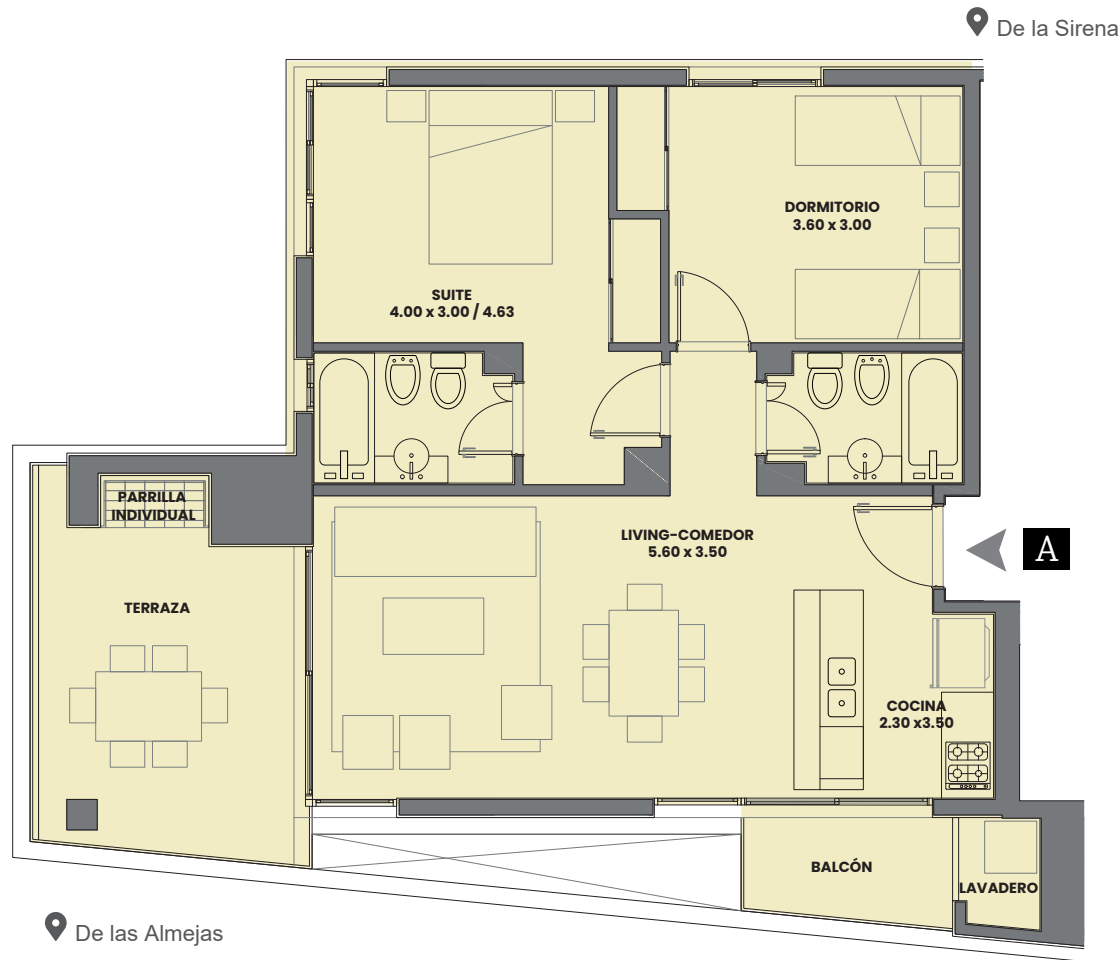 De la Sirena
DORMITORIO
3.60 x 3.00
SUITE
4.00 x 3.00 / 4.63
PARRILLA
INDIVIDUAL
LIVING-COMEDOR
5.60 x 3.50
A
TERRAZA
COCINA
2.30 x3.50
BALCÓN
LAVADERO
De las Almejas